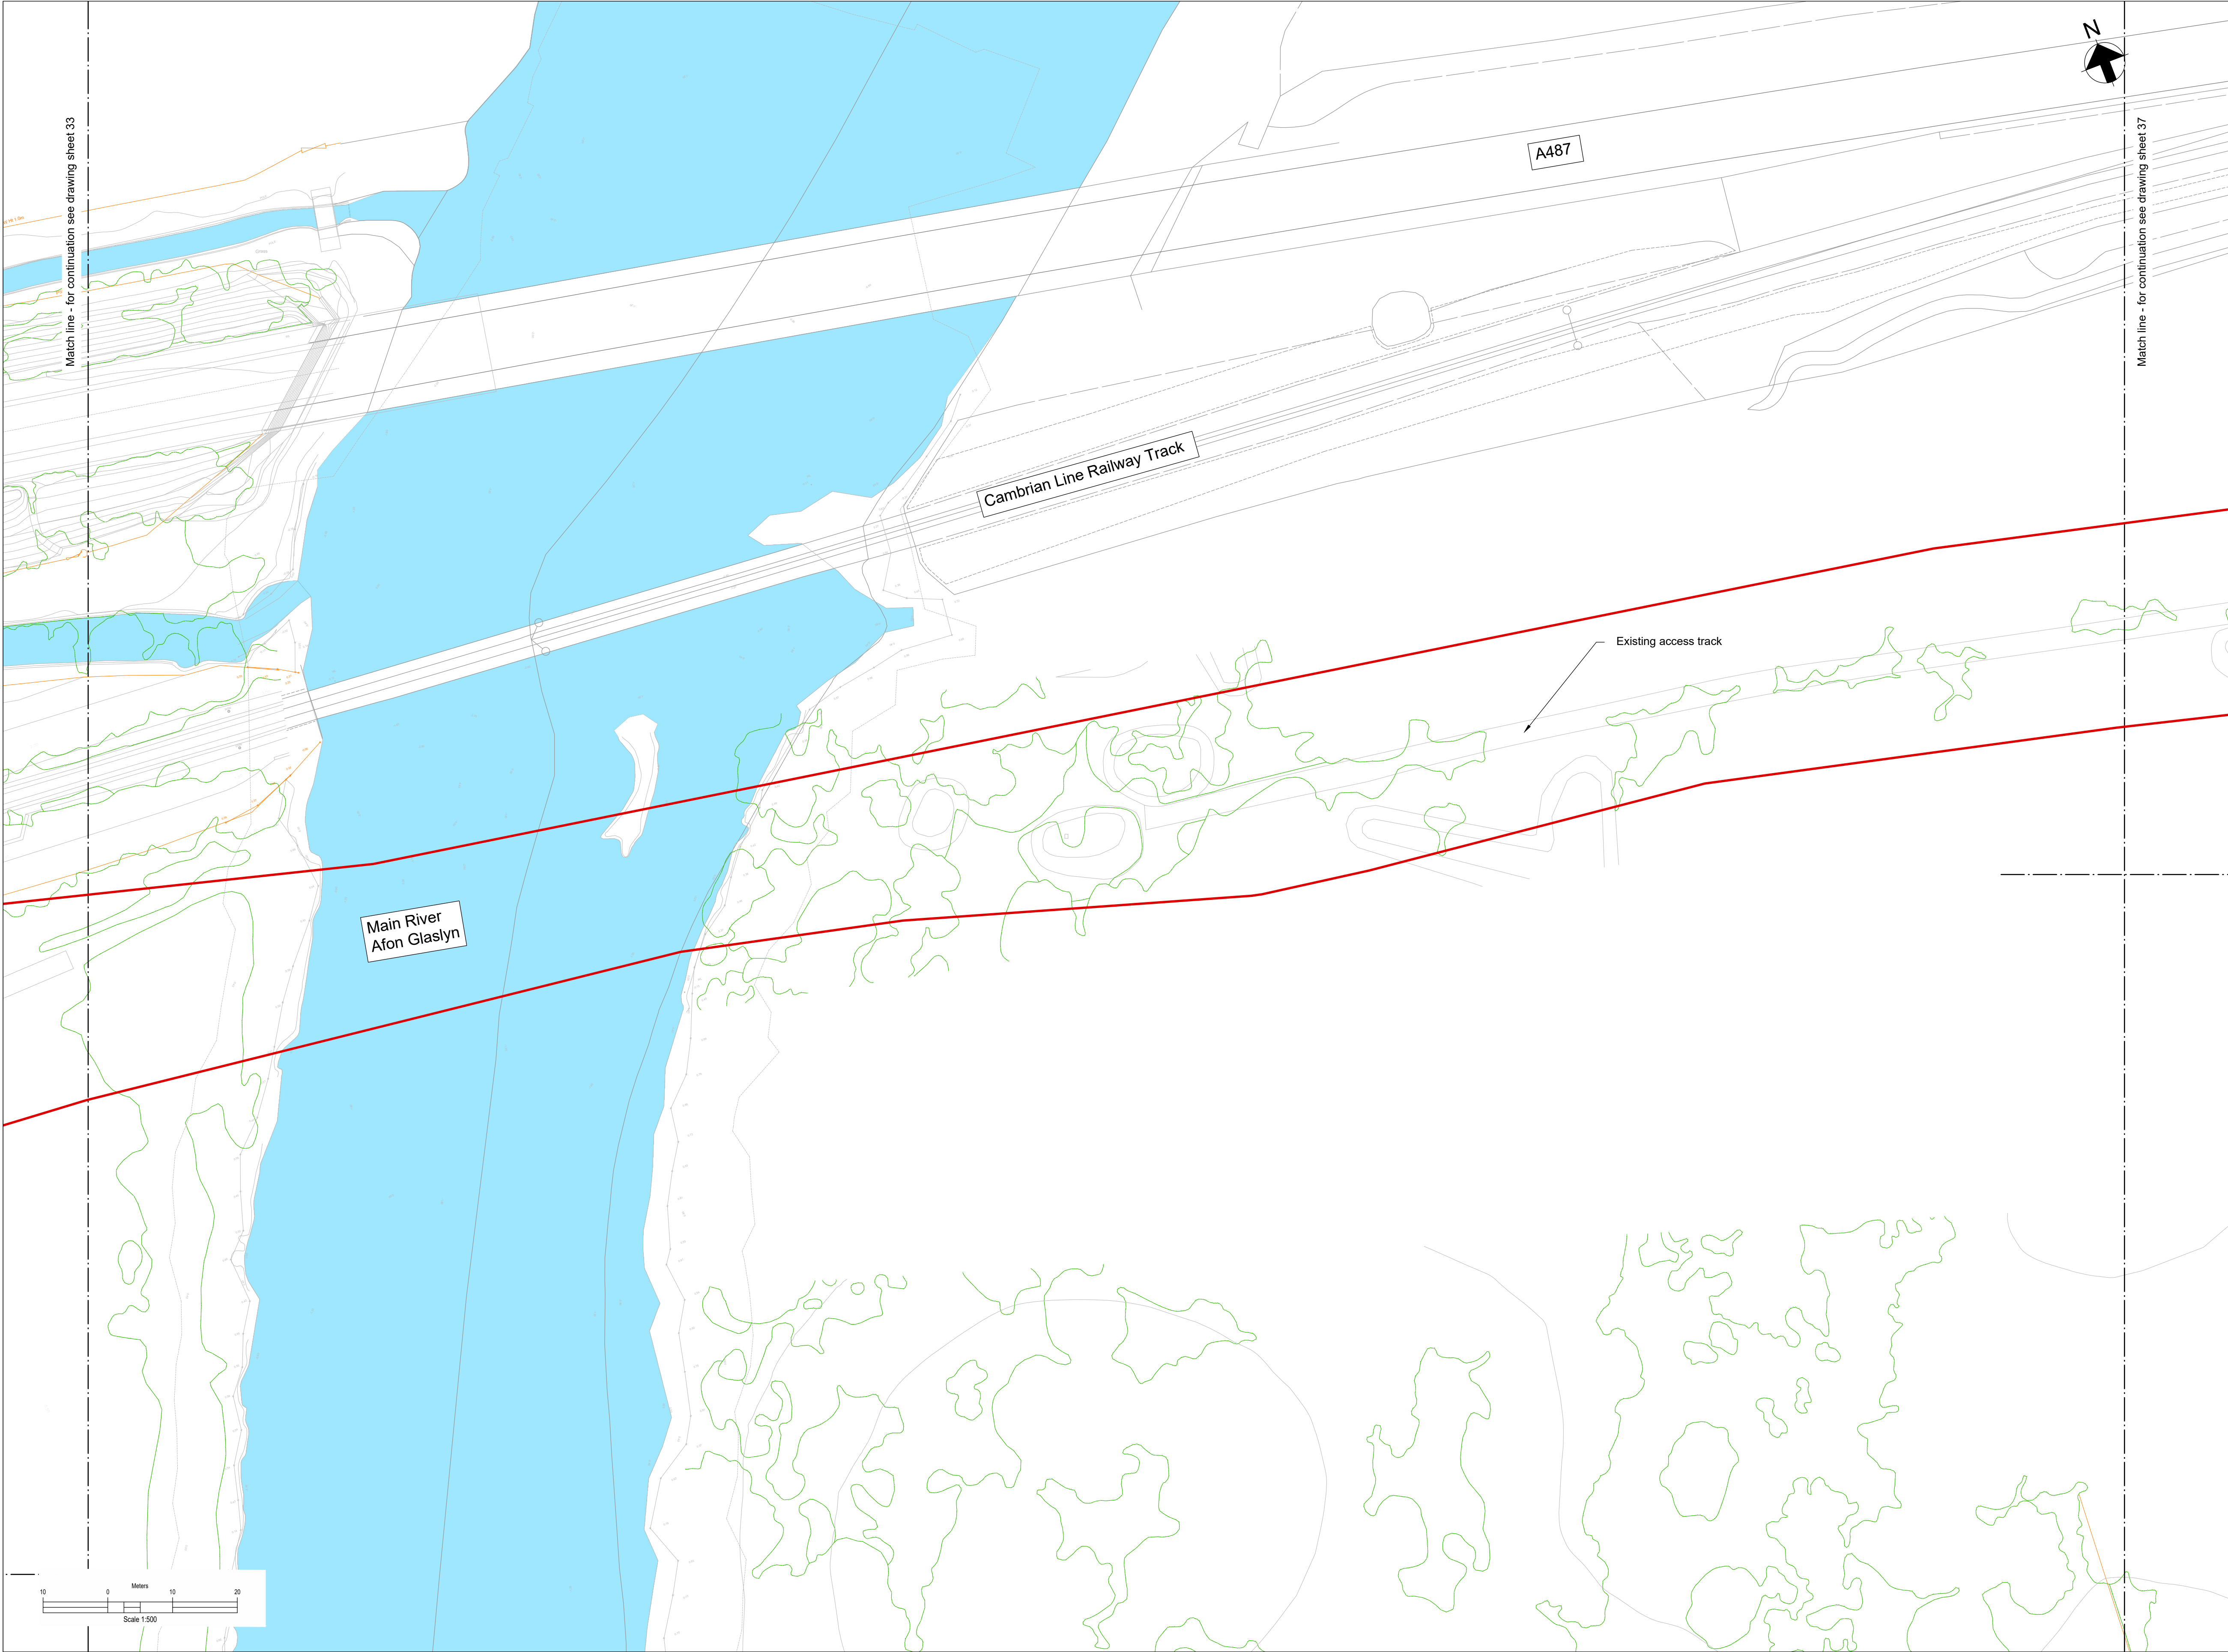 N
Match line - for continuation see drawing sheet 33
Match line - for continuation see drawing sheet 37
A487
Cambrian Line Railway Track
Existing access track
Main River
Afon Glaslyn
Meters
10 0 10 20
Scale 1:500